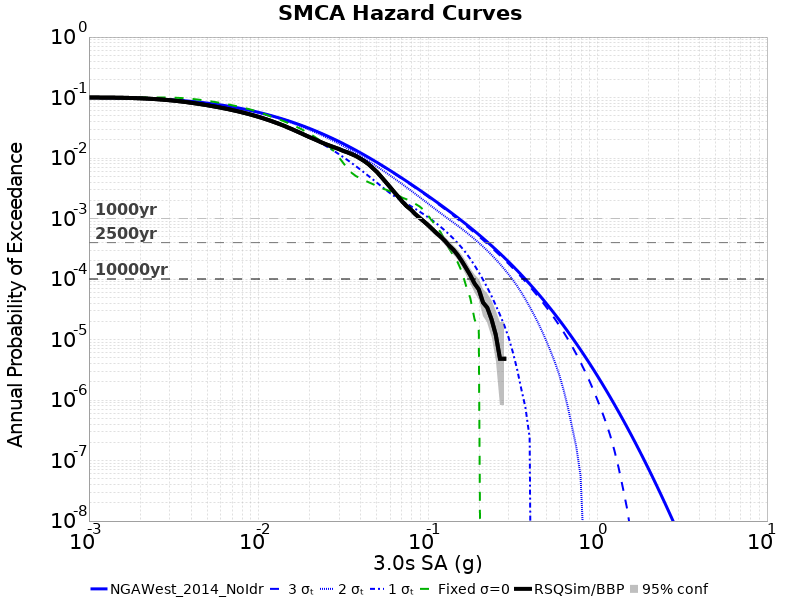 SMCA Hazard Curves
Annual Probability of Exceedance
10^0
10^-1
10^-2
10^-3
10^-4
10^-5
10^-6
10^-7
10^-8
1000yr
2500yr
10000yr
10^-3 10^-2 10^-1 10^0 10^1
3.0s SA (g)
NGAWest_2014_NoIdr 3 σₜ 2 σₜ 1 σₜ Fixed σ=0 RSQSim/BBP 95% conf